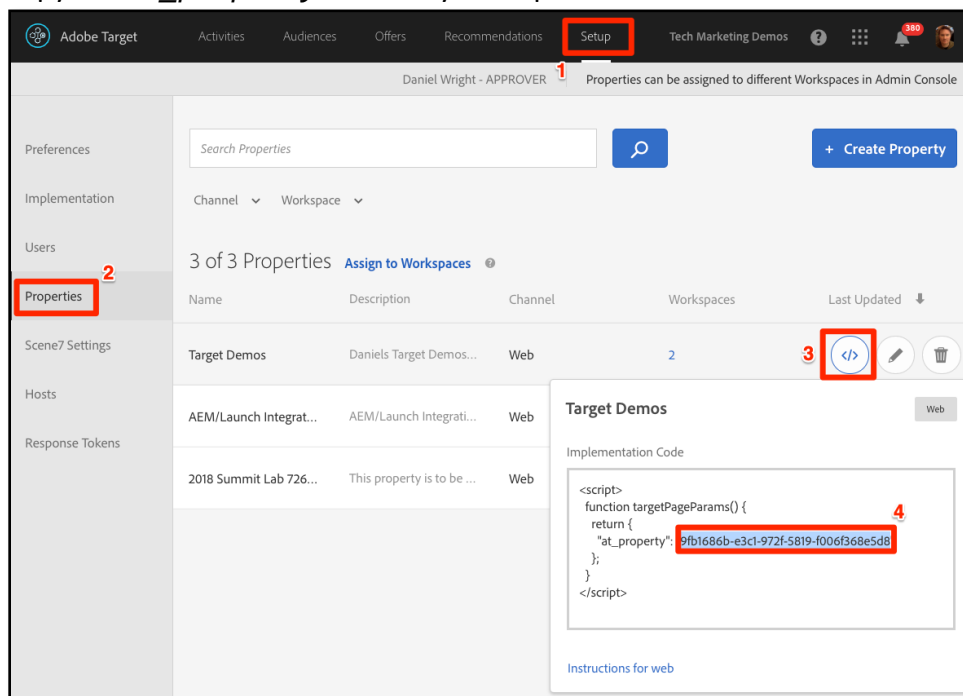 Adobe Target Activities Audiences Offers Recommendations Setup Tech Marketing Demos ? 380
1
Daniel Wright - APPROVER Properties can be assigned to different Workspaces in Admin Console
Preferences
Search Properties
+ Create Property
Implementation
Channel Workspace
Users
3 of 3 Properties Assign to Workspaces ?
2
Properties
Name Description Channel Workspaces Last Updated
Scene7 Settings
Target Demos Daniels Target Demos... Web 2 3 </>
Hosts
AEM/Launch Integrat... AEM/Launch Integrati... Web
Response Tokens
2018 Summit Lab 726... This property is to be ... Web
Target Demos Web
Implementation Code
<script>
function targetPageParams() {
return {
"at_property": "9fb1686b-e3c1-972f-5819-f006f368e5d8"
4
};
}
</script>
Instructions for web